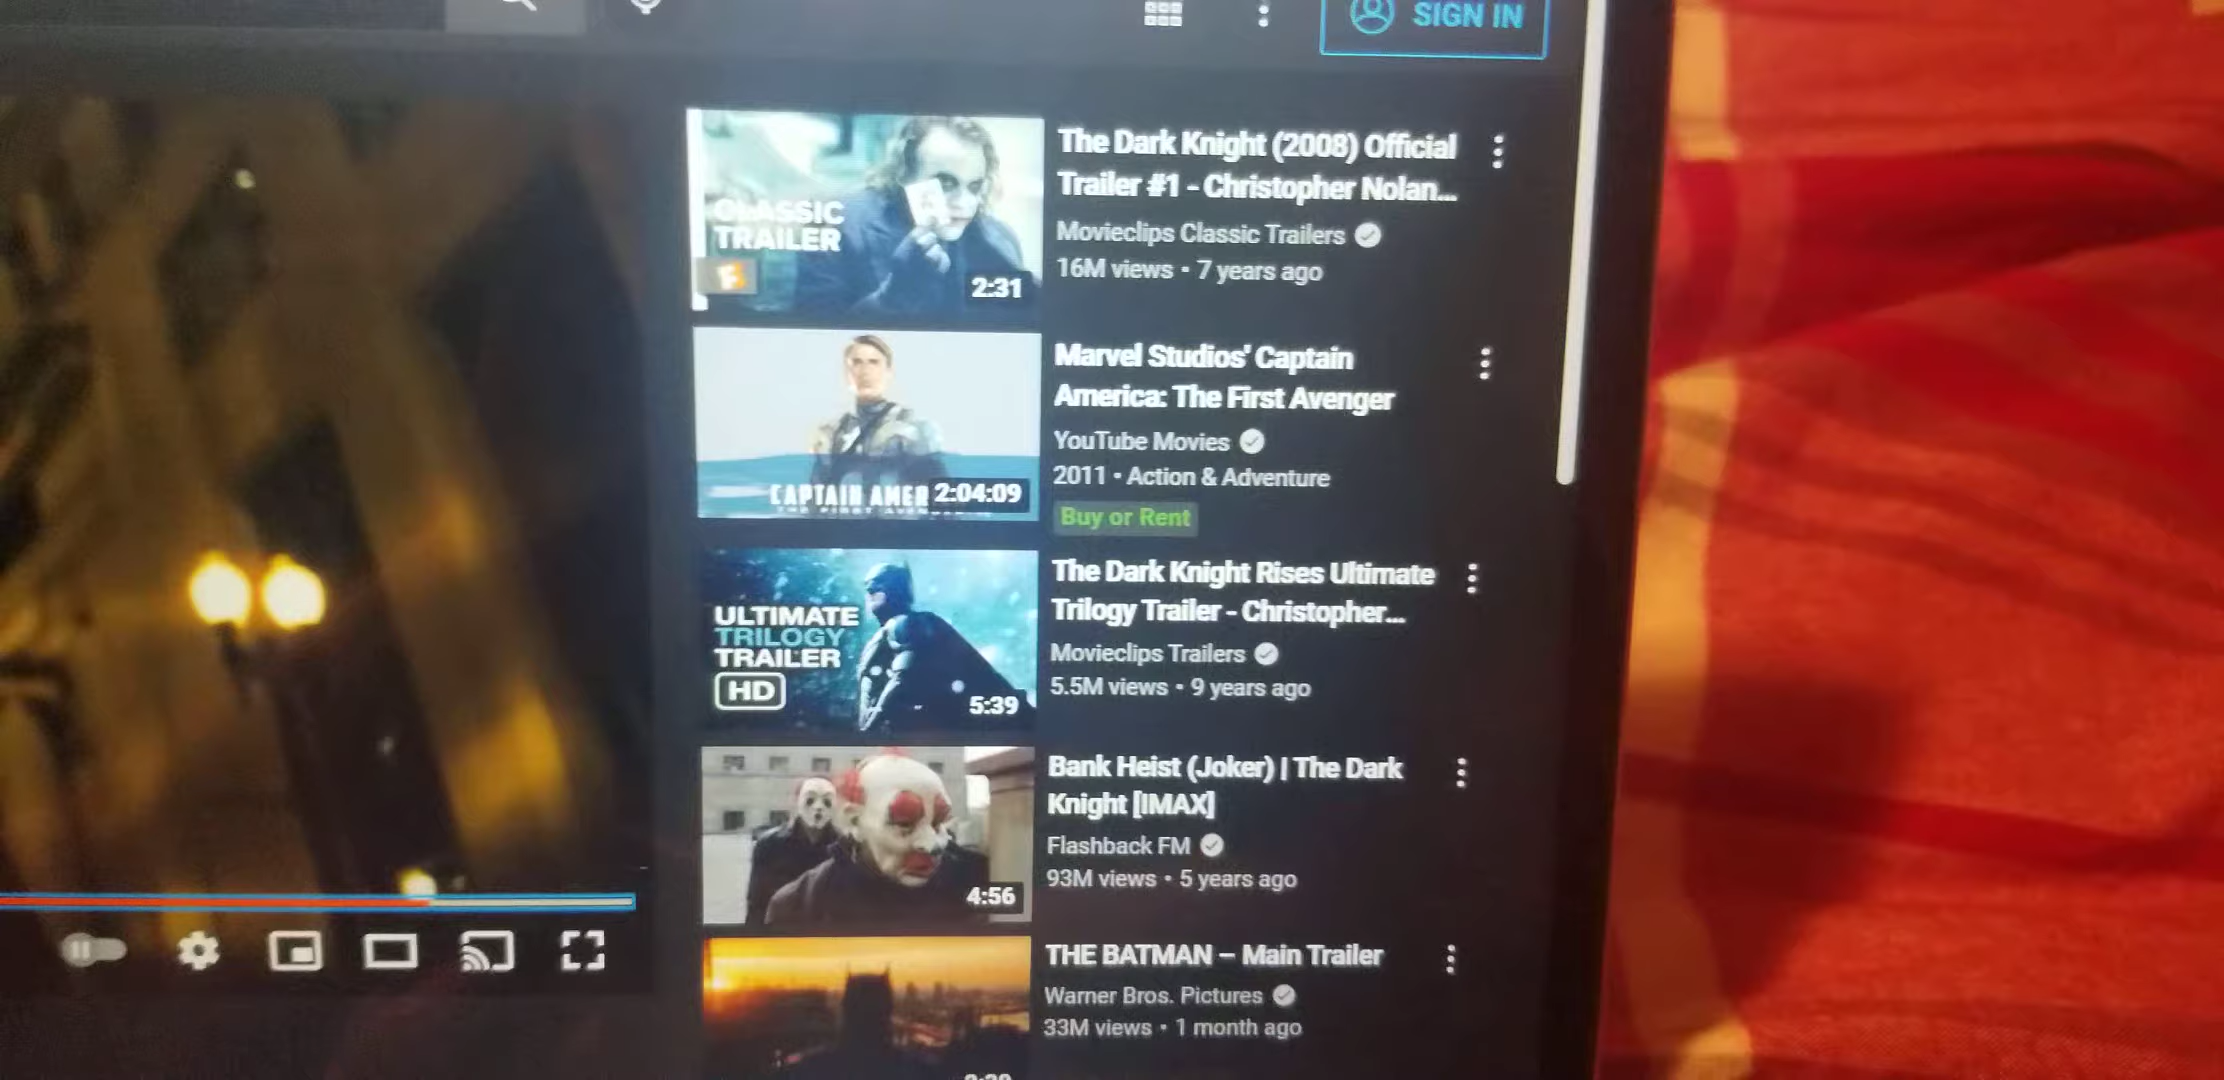 SIGN IN
CLASSIC
TRAILER
2:31
The Dark Knight (2008) Official
Trailer #1 - Christopher Nolan...
Movieclips Classic Trailers
16M views • 7 years ago
CAPTAIN AMER
2:04:09
Marvel Studios' Captain
America: The First Avenger
YouTube Movies
2011 • Action & Adventure
Buy or Rent
ULTIMATE
TRILOGY
TRAILER
HD
5:39
The Dark Knight Rises Ultimate
Trilogy Trailer - Christopher...
Movieclips Trailers
5.5M views • 9 years ago
4:56
Bank Heist (Joker) | The Dark
Knight [IMAX]
Flashback FM
93M views • 5 years ago
THE BATMAN – Main Trailer
Warner Bros. Pictures
33M views • 1 month ago